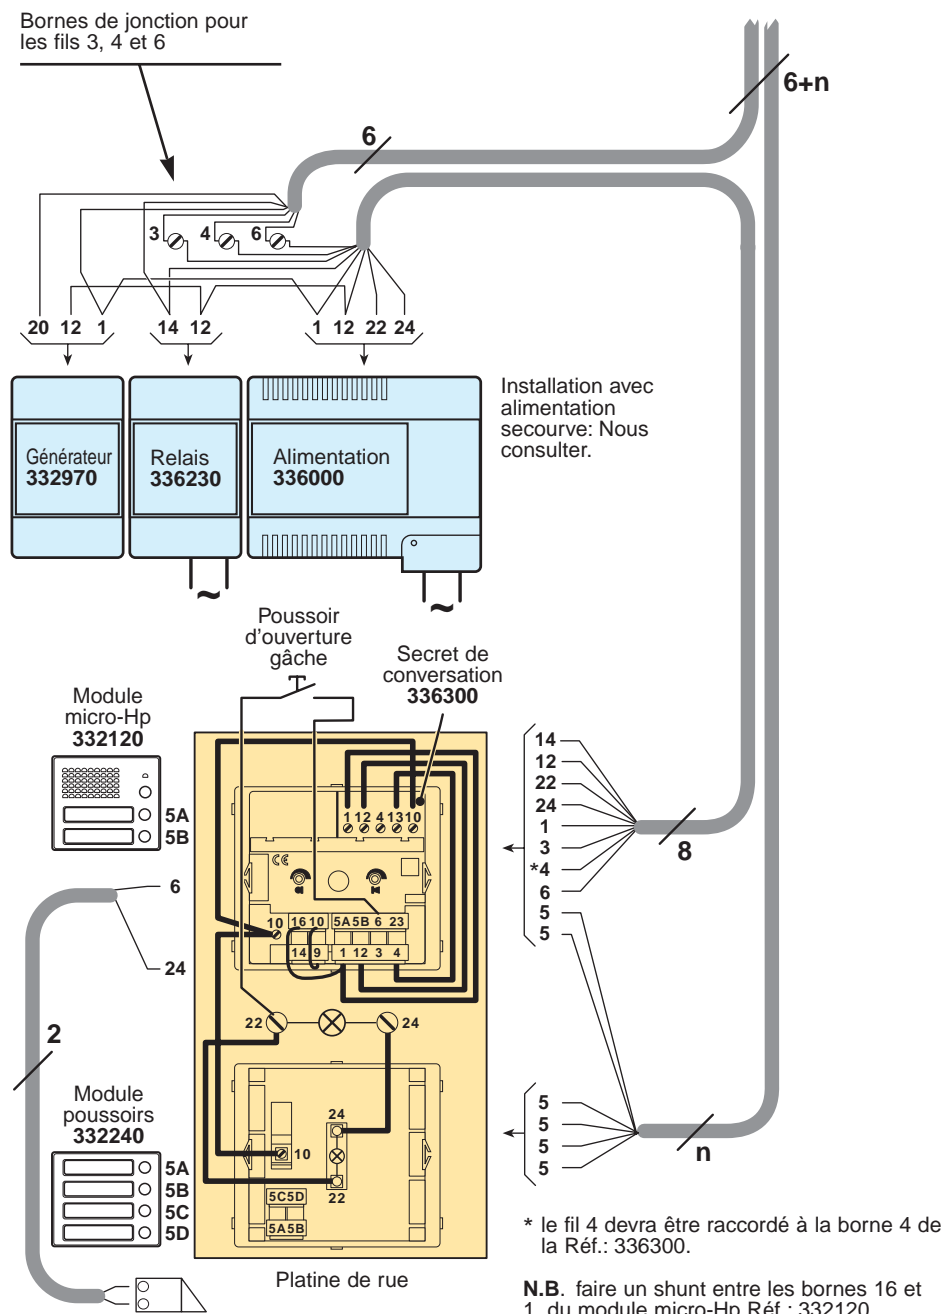 Bornes de jonction pour
les fils 3, 4 et 6
6+n
6
3 4 6
20 12 1 14 12 1 12 22 24
Générateur
332970
Relais
336230
Alimentation
336000
Installation avec
alimentation
secourve: Nous
consulter.
~ ~
Poussoir
d'ouverture
gâche
Secret de
conversation
336300
Module
micro-Hp
332120
5A
5B
1 12 4 13 10
CE
10 16 10 5A 5B 6 23
14 9 1 12 3 4
14
12
22
24
1
3
*4
6
5
5
8
6
24
2
22 24
Module
poussoirs
332240
5A
5B
5C
5D
24
10
22
5C 5D
5A 5B
5
5
5
5
n
Platine de rue
* le fil 4 devra être raccordé à la borne 4 de
la Réf.: 336300.
N.B. faire un shunt entre les bornes 16 et
1 du module micro-Hp Réf.: 332120